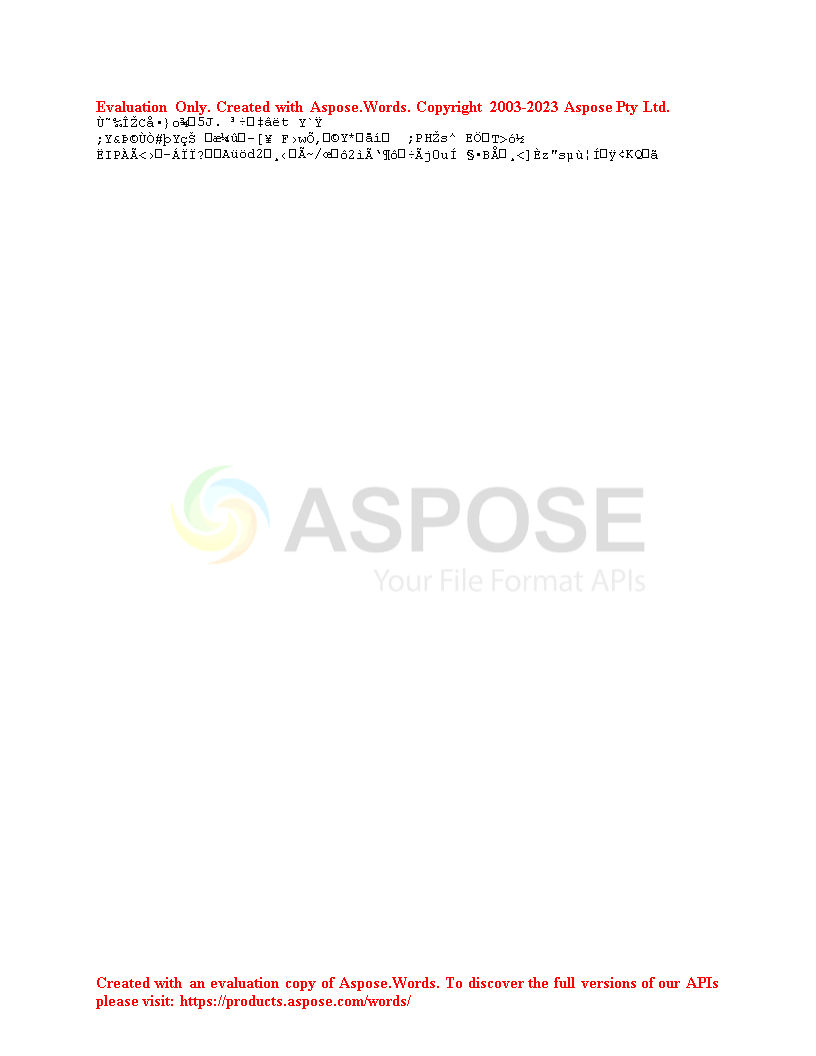 Evaluation Only. Created with Aspose.Words. Copyright 2003-2023 Aspose Pty Ltd.
Ù¨‰ÎŽCå•}o¾□5J. ³÷□‡âët Y`Ÿ
;Y&Þ©ÙÒ#þYçŠ □æ¼û□–[¥ F›wÕ‚□©Y*□ãí□ ;PHŽs^ EÖ□T>ó½
ËIPÀÃ<›□–ÁÏÏ?□□Aüöd2□¸‹□Ã~/œ□ô2ìÃ‘¶ô□÷ÃjOuÍ §•BÅ□¸<]Èz"sµù¦Í□ÿ¢KQ□ã
ASPOSE
Your File Format APIs
Created with an evaluation copy of Aspose.Words. To discover the full versions of our APIs
please visit: https://products.aspose.com/words/